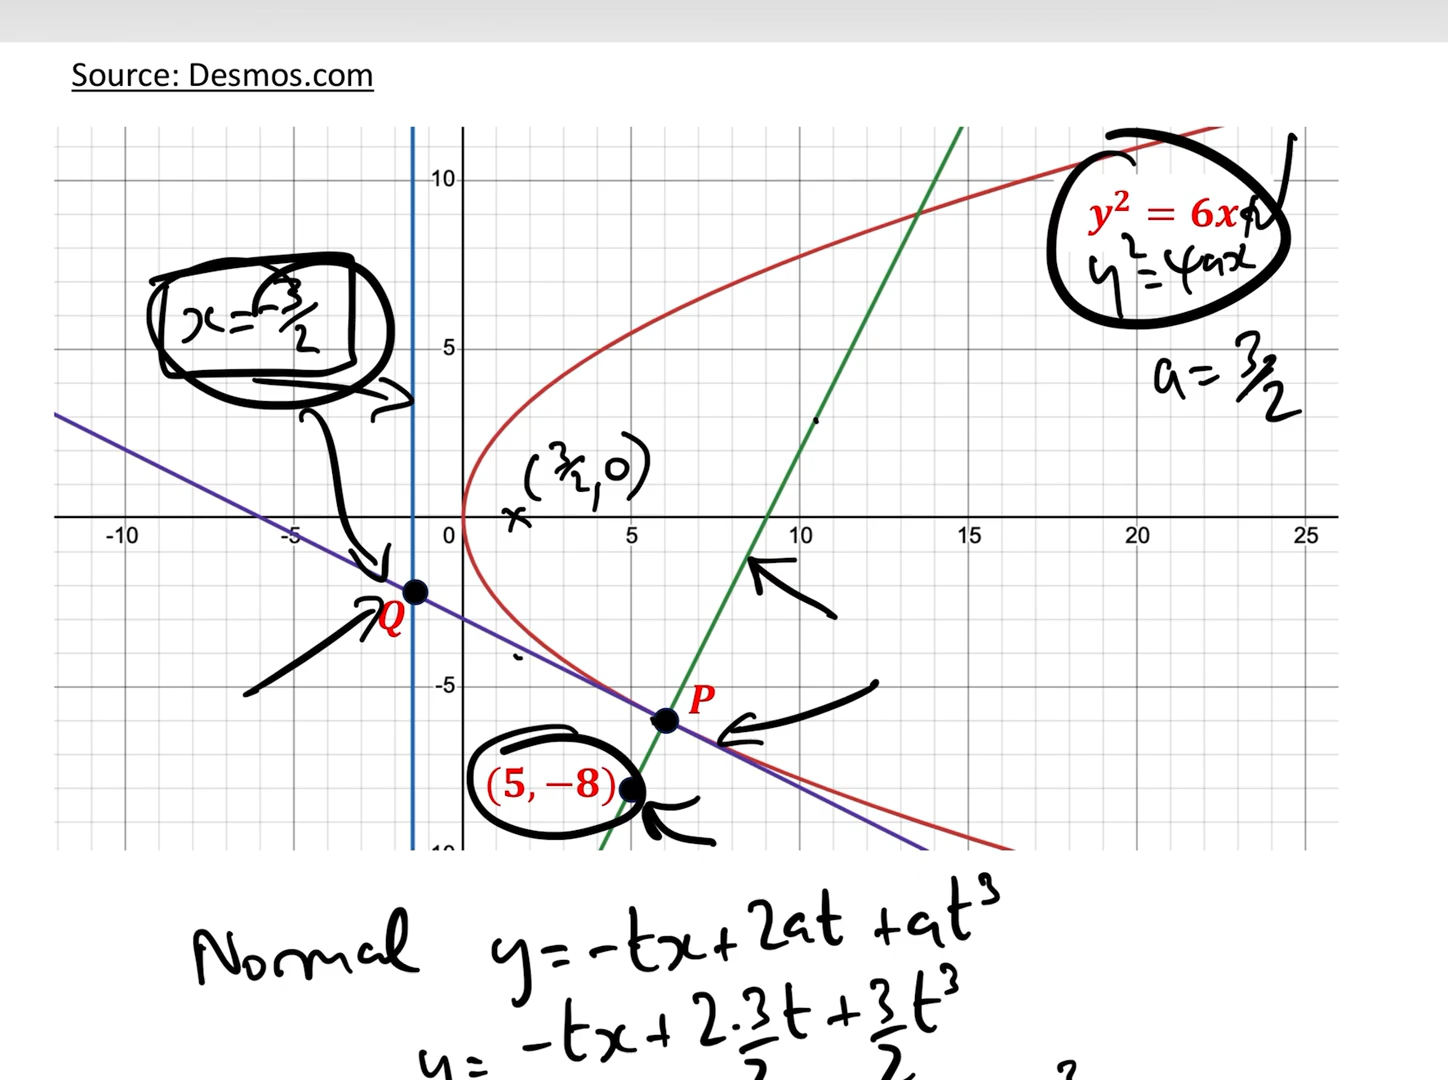 Source: Desmos.com
10
y² = 6x
y² = 4ax
x = -3/2
a = 3/2
5
(3/2, 0)
-10
-5
0
5
10
15
20
25
Q
-5
P
(5, −8)
Normal y = -tx + 2at + at³
y = -tx + 2.3/2 t + 3/2 t³